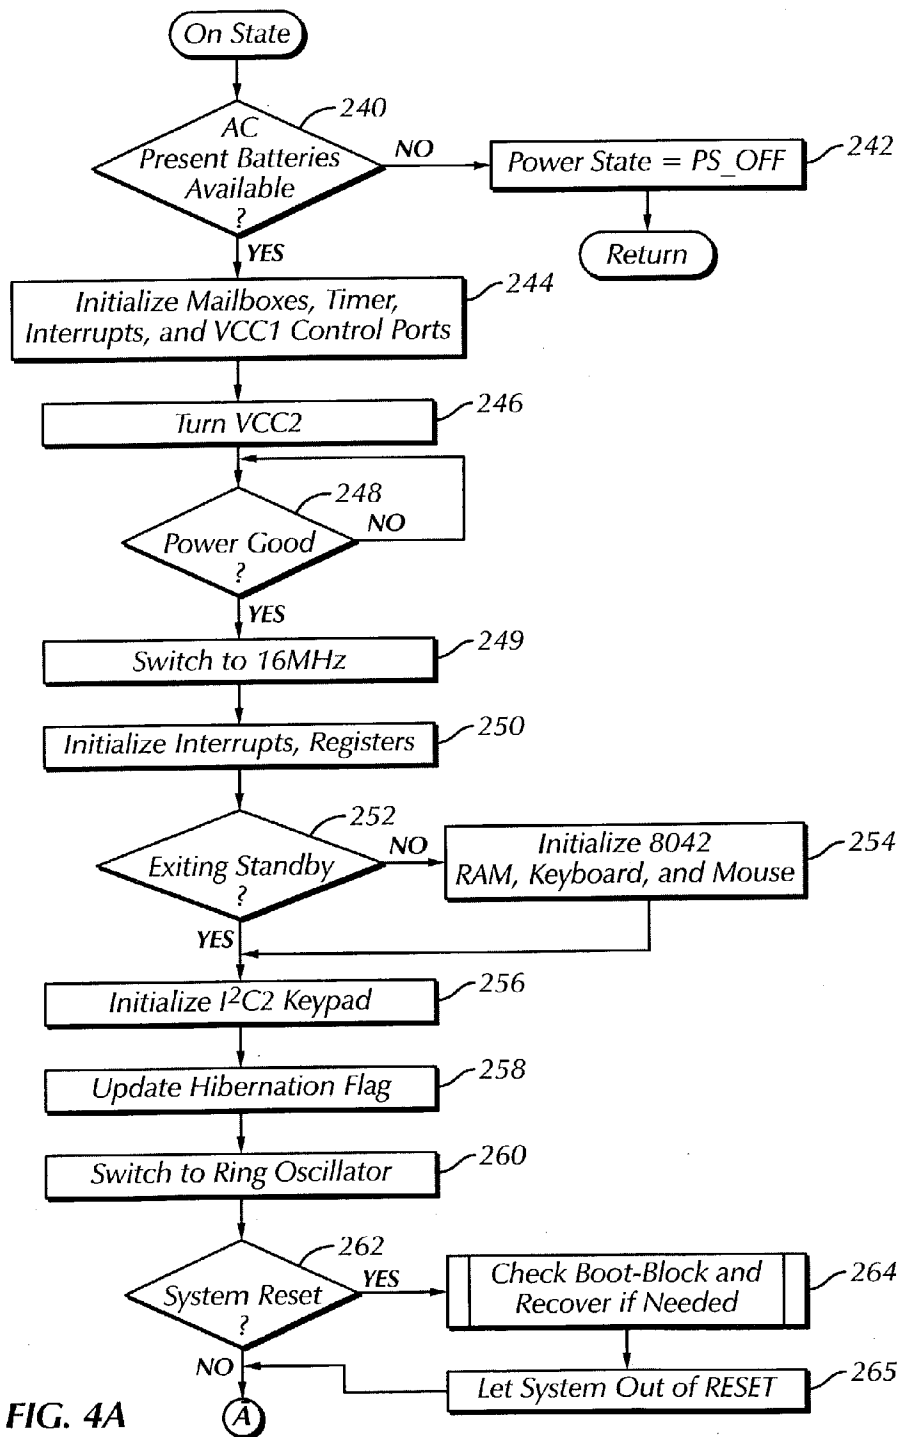 On State
240
AC
Present Batteries
Available
?
NO
Power State = PS_OFF
242
YES
Return
Initialize Mailboxes, Timer,
Interrupts, and VCC1 Control Ports
244
Turn VCC2
246
248
NO
Power Good
?
YES
Switch to 16MHz
249
Initialize Interrupts, Registers
250
252
NO
Exiting Standby
?
Initialize 8042
RAM, Keyboard, and Mouse
254
YES
Initialize I²C2 Keypad
256
Update Hibernation Flag
258
Switch to Ring Oscillator
260
262
YES
System Reset
?
Check Boot-Block and
Recover if Needed
264
NO
Let System Out of RESET
265
A
FIG. 4A